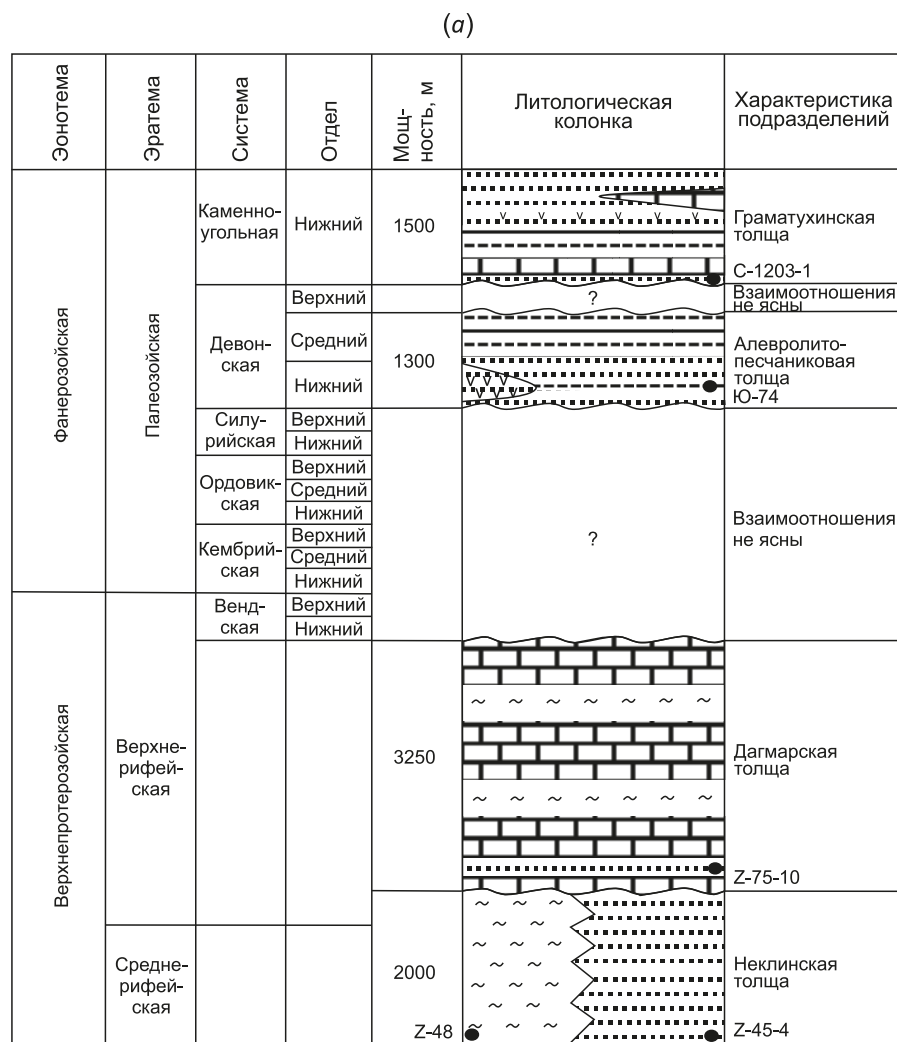 (а)
Эонотема
Эратема
Система
Отдел
Мощ-
ность, м
Литологическая
колонка
Характеристика
подразделений
Фанерозойская
Палеозойская
Каменно-
угольная
Нижний
1500
Граматухинская
толща
С-1203-1
Девон-
ская
Верхний
?
Взаимоотношения
не ясны
Средний
Нижний
1300
Алевролито-
песчаниковая
толща
Ю-74
Силу-
рийская
Верхний
Нижний
Ордовик-
ская
Верхний
Средний
Нижний
Кембрий-
ская
Верхний
Средний
Нижний
?
Взаимоотношения
не ясны
Верхнепротерозойская
Верхне-
рифей-
ская
Венд-
ская
Верхний
Нижний
3250
Дагмарская
толща
Z-75-10
Средне-
рифей-
ская
2000
Z-48
Неклинская
толща
Z-45-4